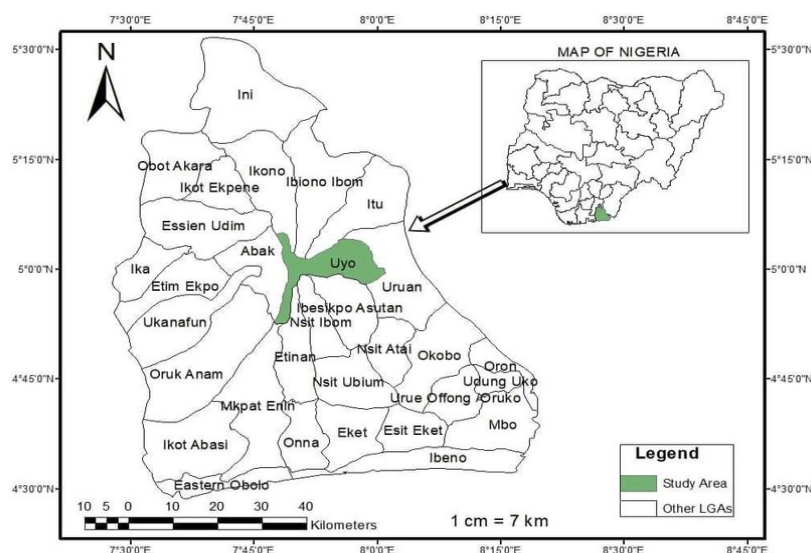 7°30'0"E 7°45'0"E 8°0'0"E 8°15'0"E 8°30'0"E 8°45'0"E
5°30'0"N
5°30'0"N
N
MAP OF NIGERIA
Ini
5°15'0"N
5°15'0"N
Obot Akara
Ikono
Ibiono Ibom
Ikot Ekpene
Itu
Essien Udim
Abak
5°0'0"N
5°0'0"N
Ika
Uyo
Etim Ekpo
Uruan
Ibesikpo Asutan
Ukanafun
Nsit Ibom
Etinan
Nsit Atai
Okobo
Oron
4°45'0"N
4°45'0"N
Oruk Anam
Nsit Ubium
Udung Uko
Urue Offong /Oruko
Mkpat Enin
Mbo
Ikot Abasi
Onna
Eket
Esit Eket
Ibeno
Legend
Study Area
Other LGAs
Eastern Obolo
4°30'0"N
4°30'0"N
10 5 0 10 20 30 40
Kilometers
1 cm = 7 km
7°30'0"E 7°45'0"E 8°0'0"E 8°15'0"E 8°30'0"E 8°45'0"E